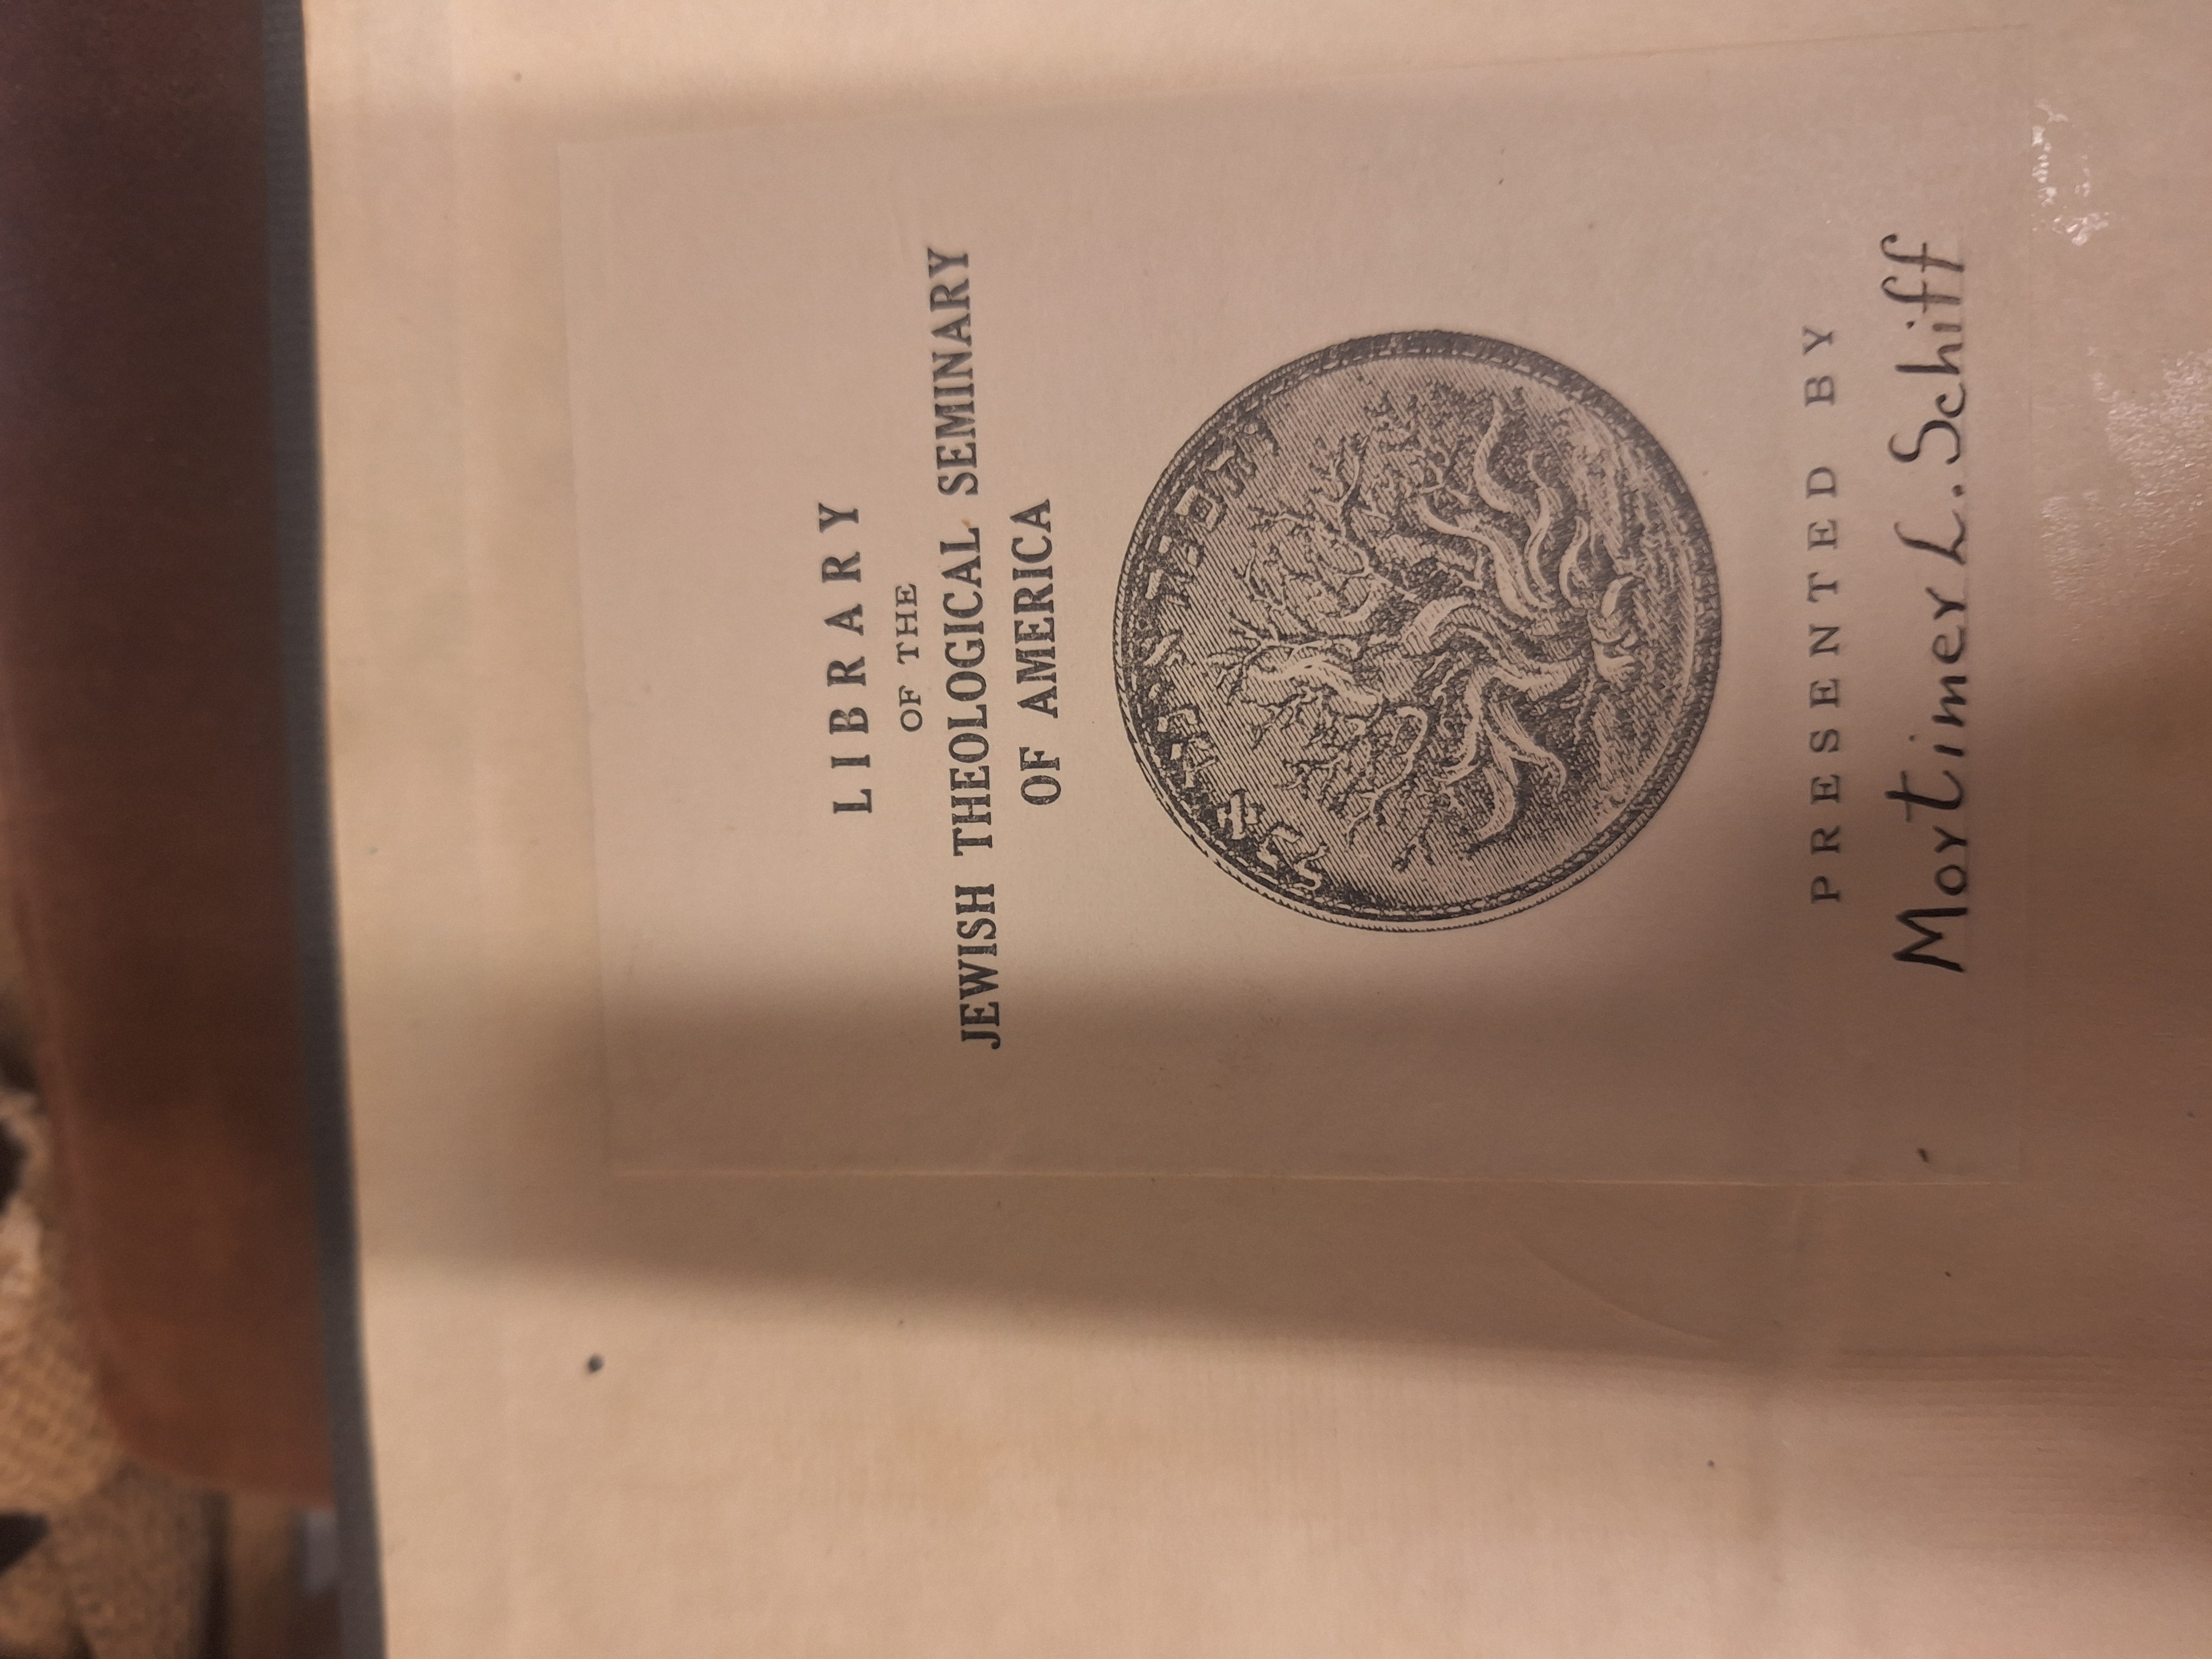 LIBRARY
OF THE
JEWISH THEOLOGICAL SEMINARY
OF AMERICA
PRESENTED BY
Mortimer L. Schiff